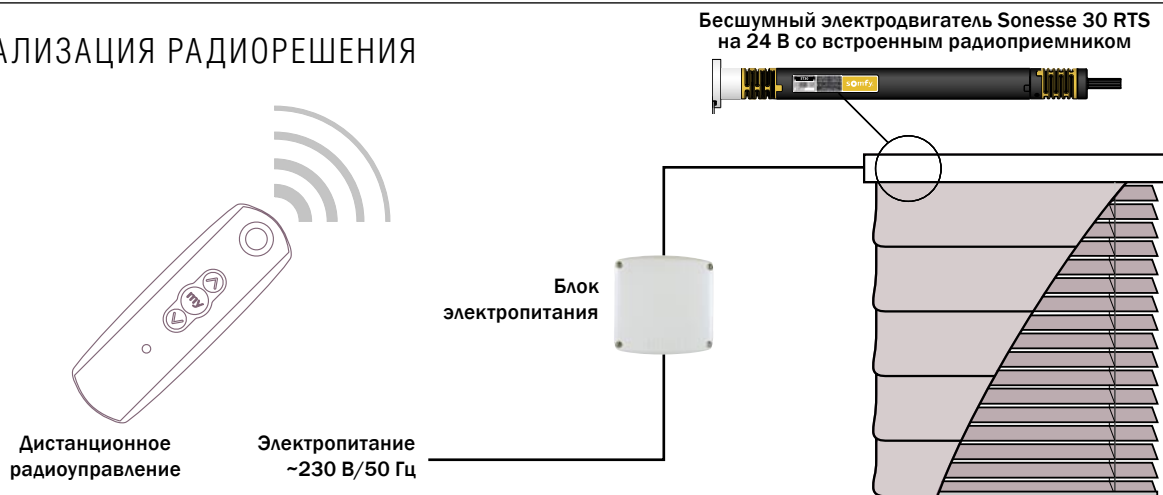 Бесшумный электродвигатель Sonesse 30 RTS
на 24 В со встроенным радиоприемником
АЛИЗАЦИЯ РАДИОРЕШЕНИЯ
somfy
my
Блок
электропитания
Дистанционное
радиоуправление
Электропитание
~230 В/50 Гц